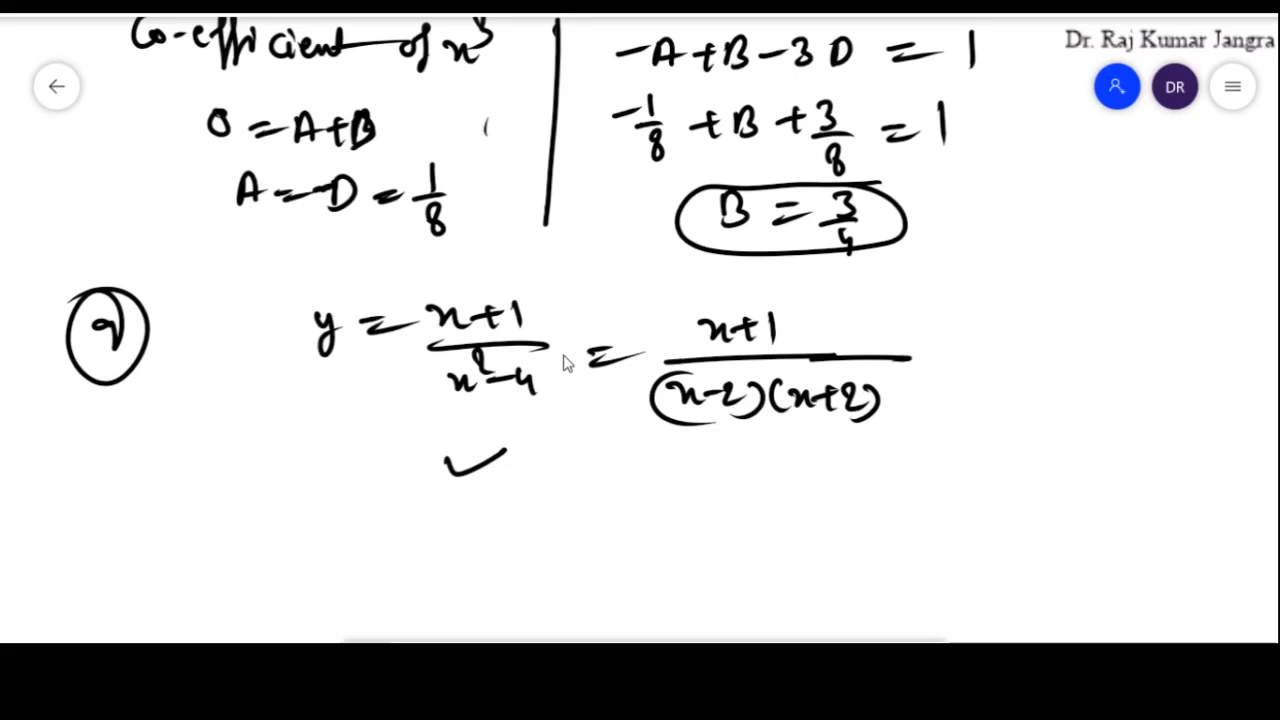 Co-efficient of x³
0 = A+B
A = -D = 1/8
-A+B-3D = 1
-1/8 + B + 3/8 = 1
B = 3/4
Dr. Raj Kumar Jangra
DR
9
y = x+1/x²-4 = x+1/(x-2)(x+2)